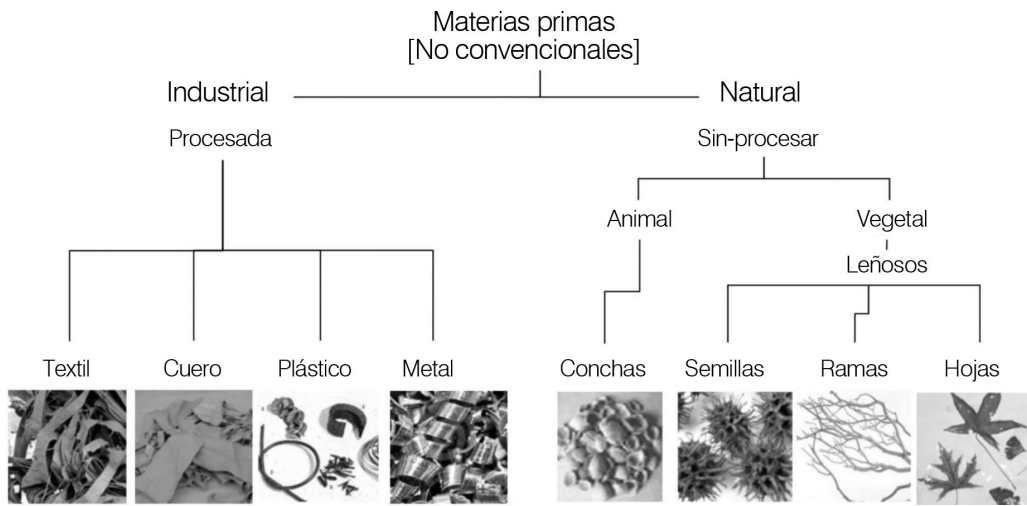 Materias primas
[No convencionales]
Industrial
Natural
Procesada
Sin-procesar
Animal
Vegetal
Leñosos
Textil
Cuero
Plástico
Metal
Conchas
Semillas
Ramas
Hojas